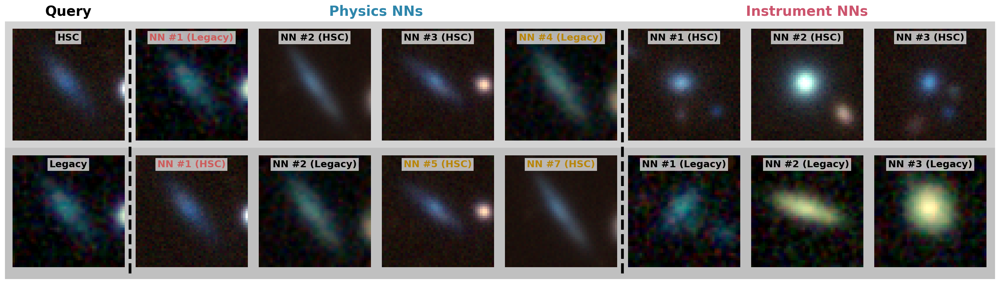 Query
Physics NNs
Instrument NNs
HSC
NN #1 (Legacy)
NN #2 (HSC)
NN #3 (HSC)
NN #4 (Legacy)
NN #1 (HSC)
NN #2 (HSC)
NN #3 (HSC)
Legacy
NN #1 (HSC)
NN #2 (Legacy)
NN #5 (HSC)
NN #7 (HSC)
NN #1 (Legacy)
NN #2 (Legacy)
NN #3 (Legacy)